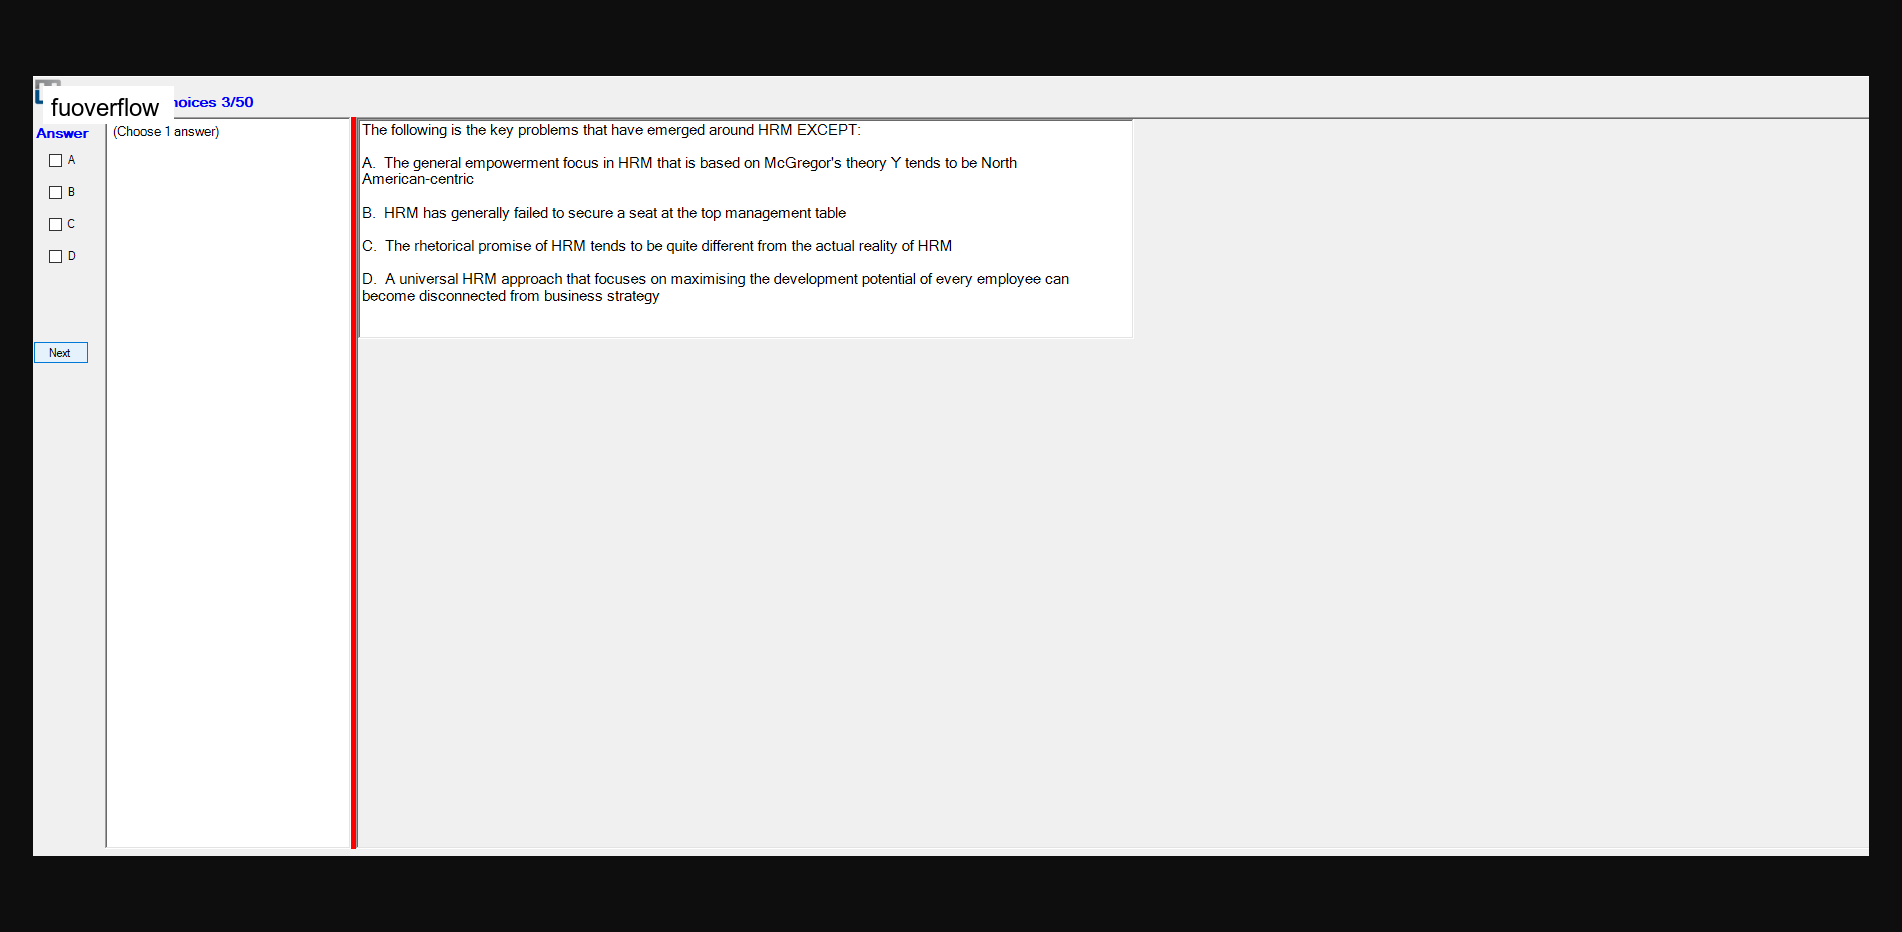 fuoverflow
hoices 3/50
Answer
(Choose 1 answer)
A
B
C
D
Next
The following is the key problems that have emerged around HRM EXCEPT:
A. The general empowerment focus in HRM that is based on McGregor's theory Y tends to be North
American-centric
B. HRM has generally failed to secure a seat at the top management table
C. The rhetorical promise of HRM tends to be quite different from the actual reality of HRM
D. A universal HRM approach that focuses on maximising the development potential of every employee can
become disconnected from business strategy